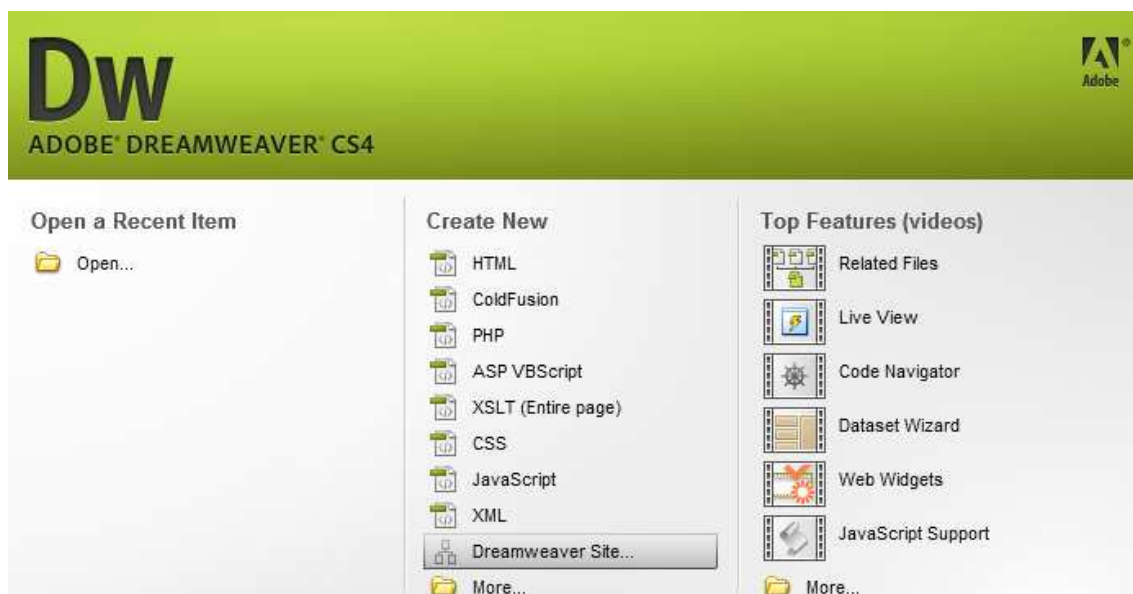 Dw
ADOBE® DREAMWEAVER® CS4
Adobe®
Open a Recent Item
Open...
Create New
HTML
ColdFusion
PHP
ASP VBScript
XSLT (Entire page)
CSS
JavaScript
XML
Dreamweaver Site...
More...
Top Features (videos)
Related Files
Live View
Code Navigator
Dataset Wizard
Web Widgets
JavaScript Support
More...